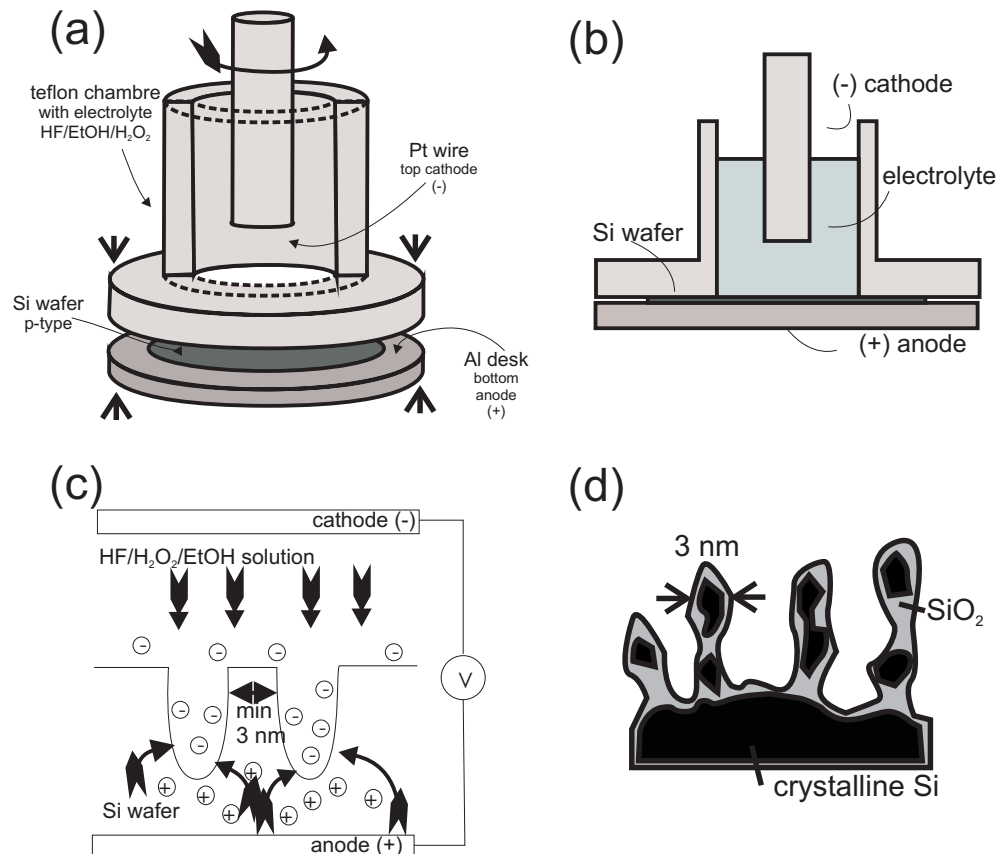 (a)
teflon chambre
with electrolyte
HF/EtOH/H₂O₂
Pt wire
top cathode
(-)
Si wafer
p-type
Al desk
bottom
anode
(+)
(b)
(-) cathode
electrolyte
Si wafer
(+) anode
(c)
cathode (-)
HF/H₂O₂/EtOH solution
- - - -
V
min
3 nm
- - - - - -
+ + + + + + +
Si wafer
anode (+)
(d)
3 nm
SiO₂
crystalline Si